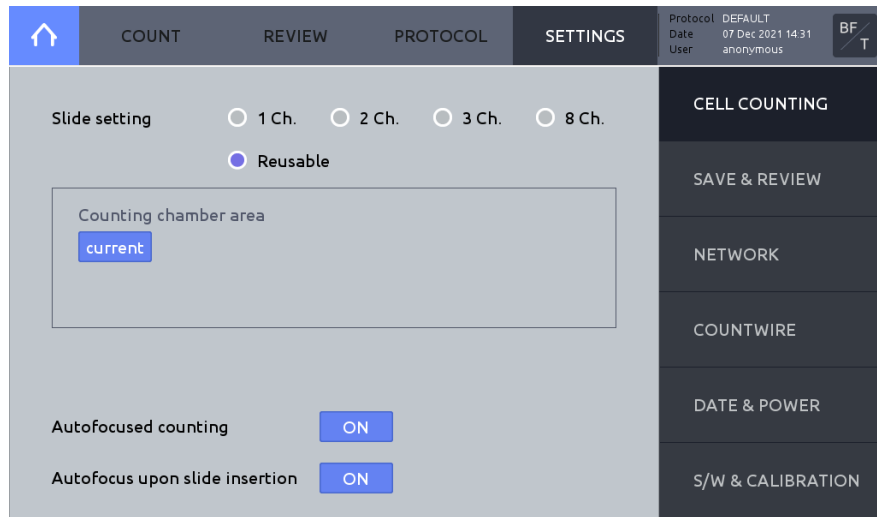 COUNT REVIEW PROTOCOL SETTINGS
Protocol DEFAULT
Date 07 Dec 2021 14:31
User anonymous
BF/T
Slide setting 1 Ch. 2 Ch. 3 Ch. 8 Ch.
Reusable
Counting chamber area
current
Autofocused counting ON
Autofocus upon slide insertion ON
CELL COUNTING
SAVE & REVIEW
NETWORK
COUNTWIRE
DATE & POWER
S/W & CALIBRATION